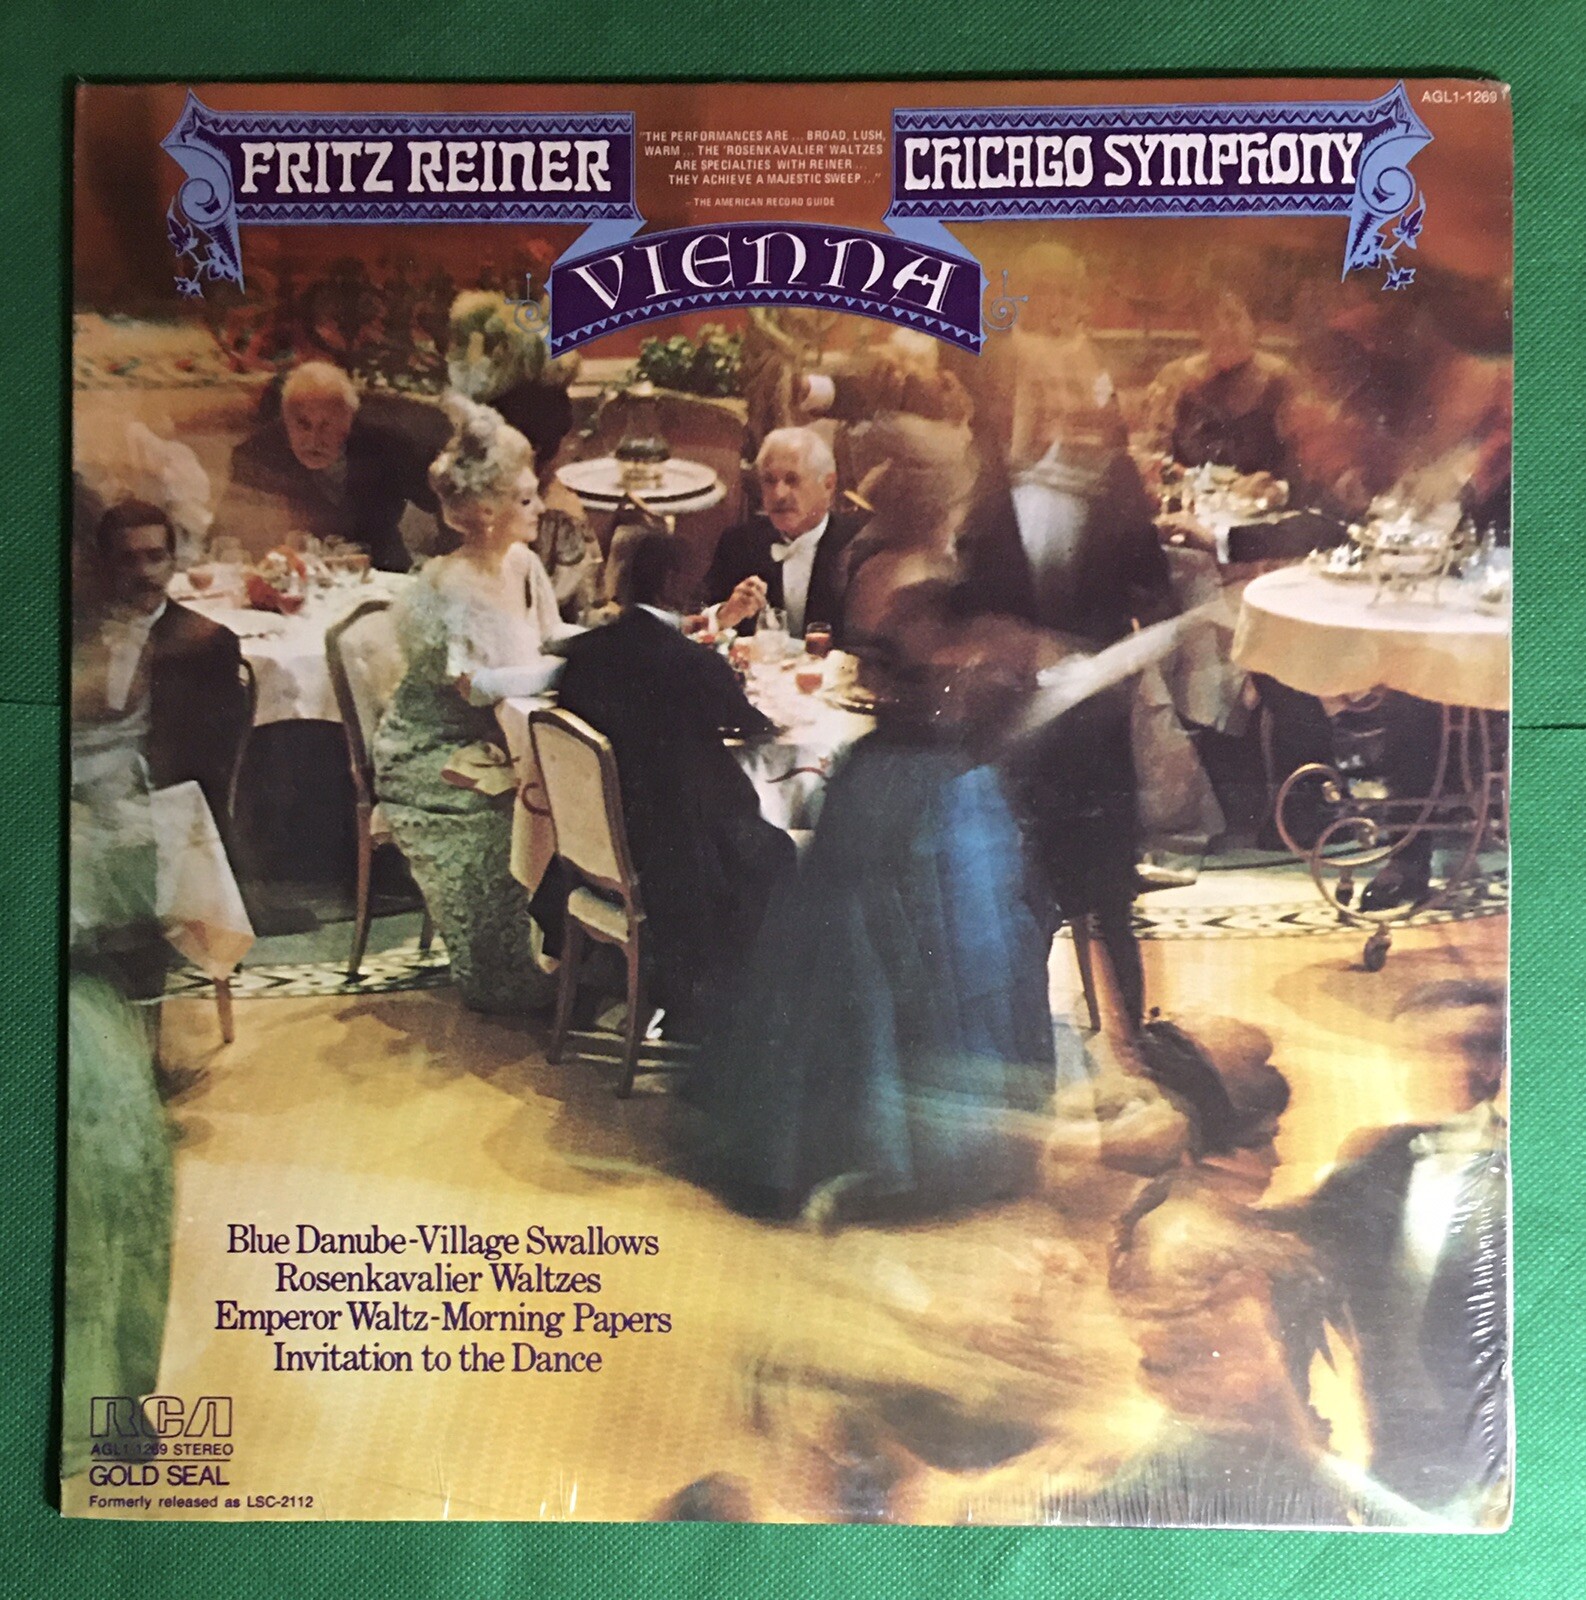 AGL1-1269
FRITZ REINER
"THE PERFORMANCES ARE ... BROAD, LUSH,
WARM ... THE 'ROSENKAVALIER' WALTZES
ARE SPECIALTIES WITH REINER ...
THEY ACHIEVE A MAJESTIC SWEEP ..."
- THE AMERICAN RECORD GUIDE
CHICAGO SYMPHONY
VIENNA
Blue Danube-Village Swallows
Rosenkavalier Waltzes
Emperor Waltz-Morning Papers
Invitation to the Dance
RCA
AGL1-1269 STEREO
GOLD SEAL
Formerly released as LSC-2112